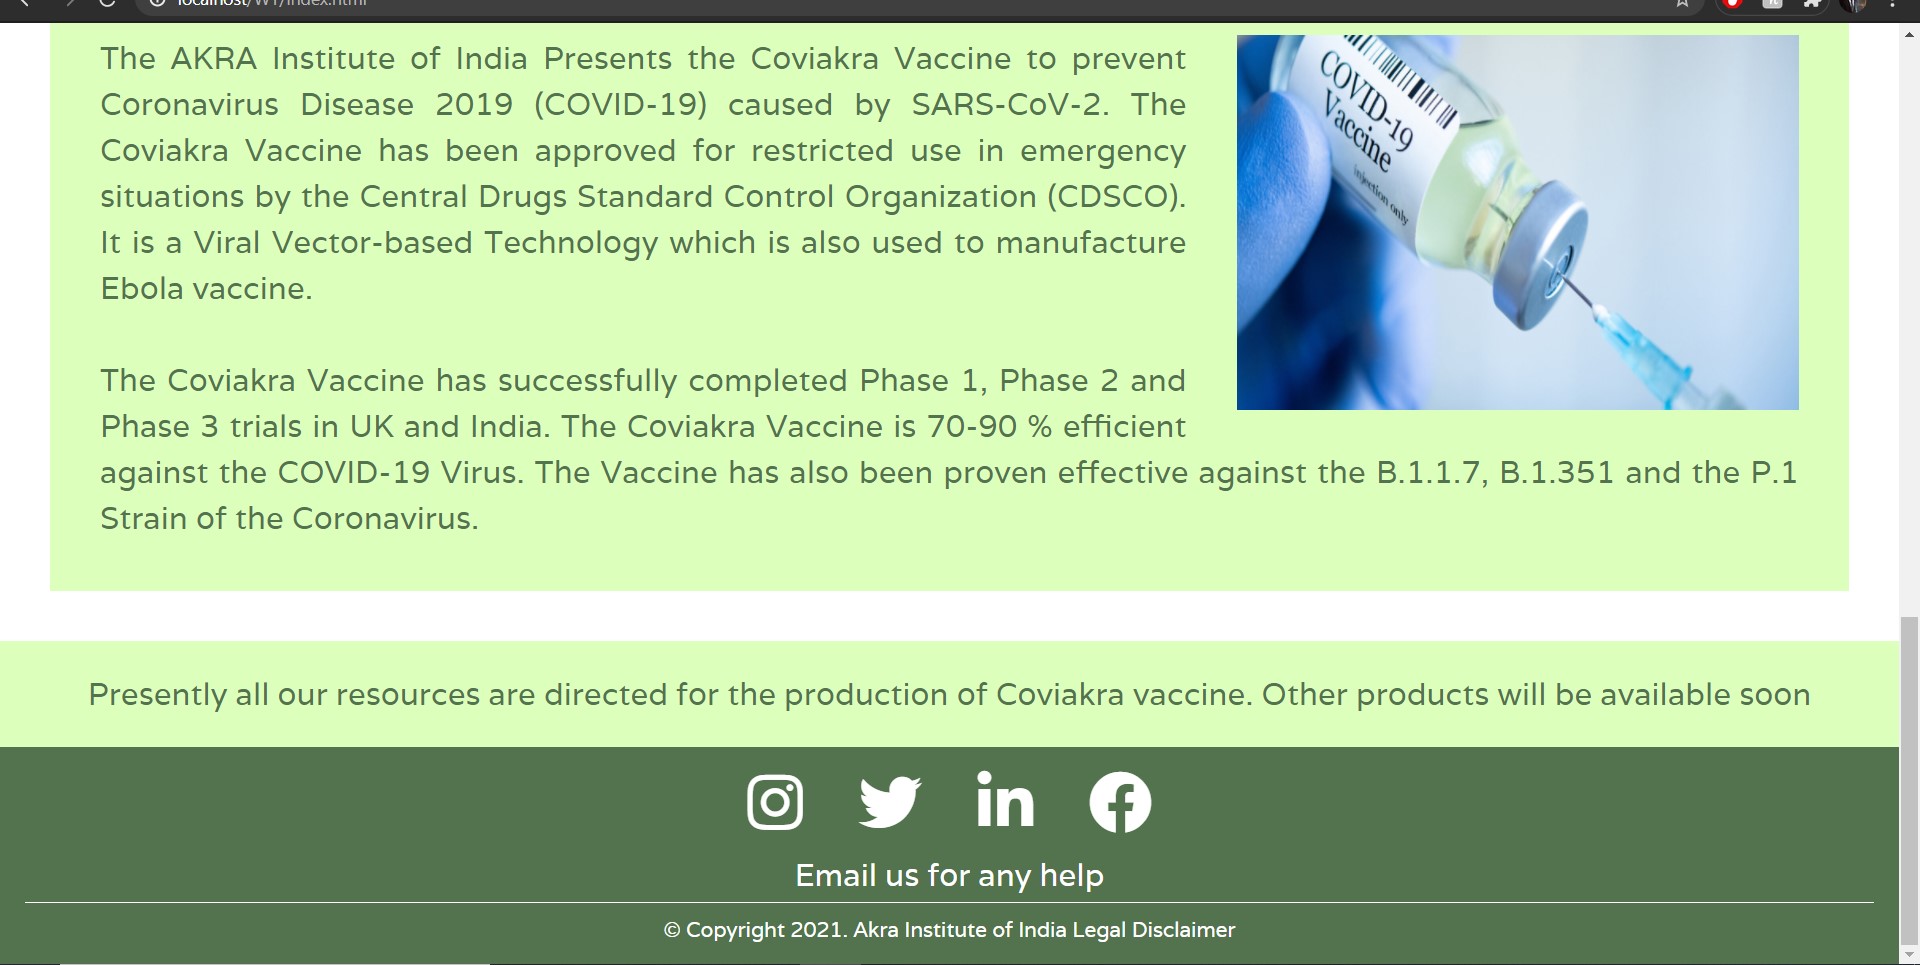 localhost/WT/index.html
The AKRA Institute of India Presents the Coviakra Vaccine to prevent
Coronavirus Disease 2019 (COVID-19) caused by SARS-CoV-2. The
Coviakra Vaccine has been approved for restricted use in emergency
situations by the Central Drugs Standard Control Organization (CDSCO).
It is a Viral Vector-based Technology which is also used to manufacture
Ebola vaccine.
COVID-19
Vaccine
injection only
The Coviakra Vaccine has successfully completed Phase 1, Phase 2 and
Phase 3 trials in UK and India. The Coviakra Vaccine is 70-90 % efficient
against the COVID-19 Virus. The Vaccine has also been proven effective against the B.1.1.7, B.1.351 and the P.1
Strain of the Coronavirus.
Presently all our resources are directed for the production of Coviakra vaccine. Other products will be available soon
Email us for any help
© Copyright 2021. Akra Institute of India Legal Disclaimer